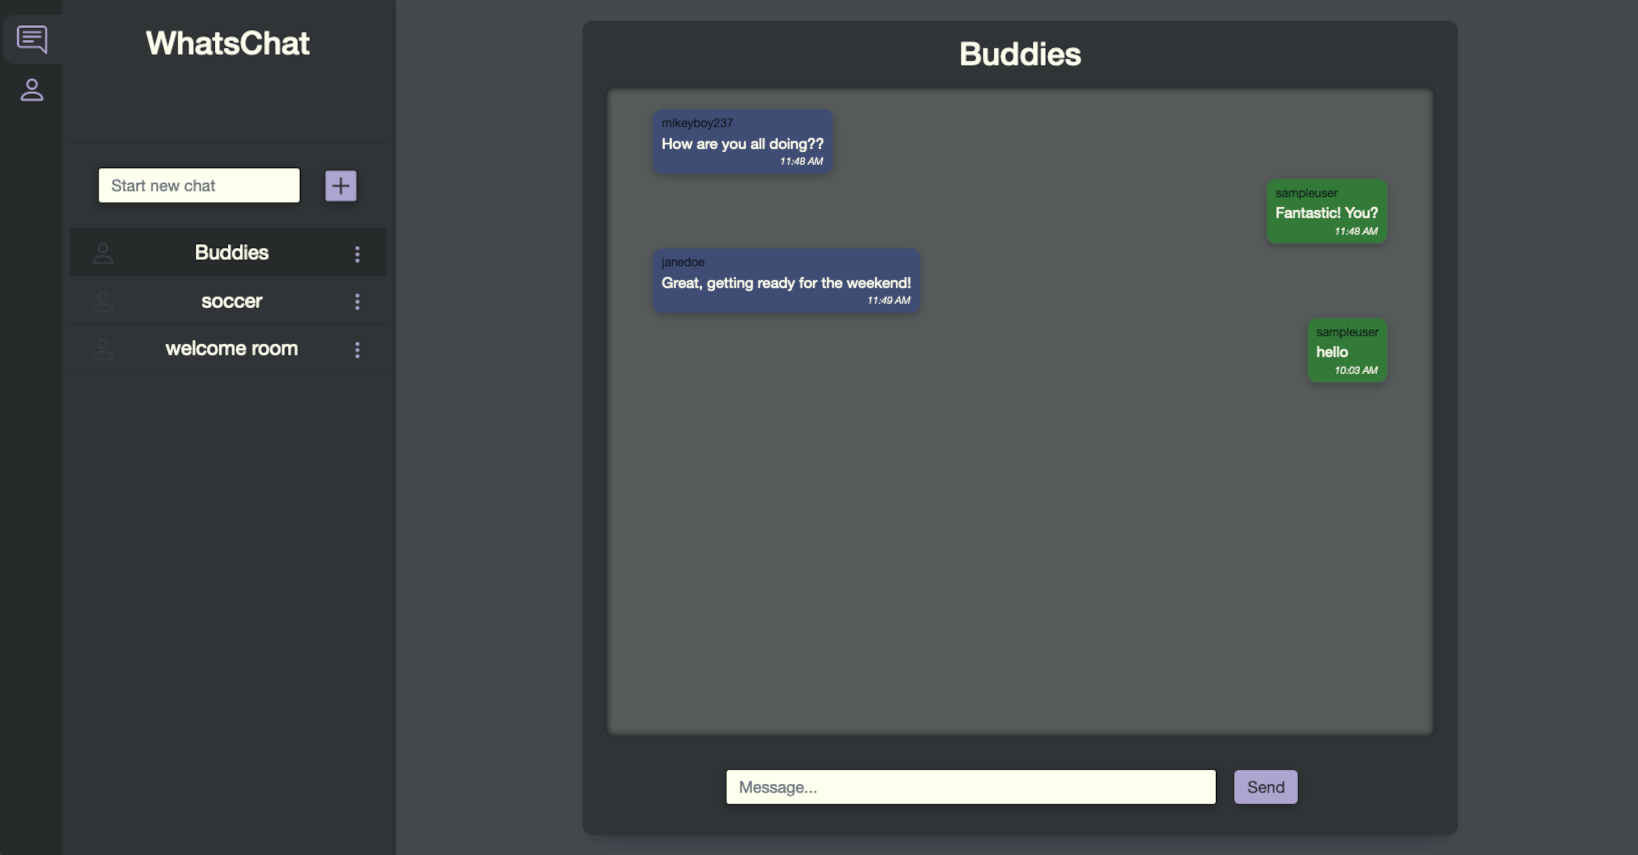 WhatsChat
Start new chat
Buddies
soccer
welcome room
Buddies
mikeyboy237
How are you all doing??
11:48 AM
sampleuser
Fantastic! You?
11:48 AM
janedoe
Great, getting ready for the weekend!
11:49 AM
sampleuser
hello
10:03 AM
Message...
Send